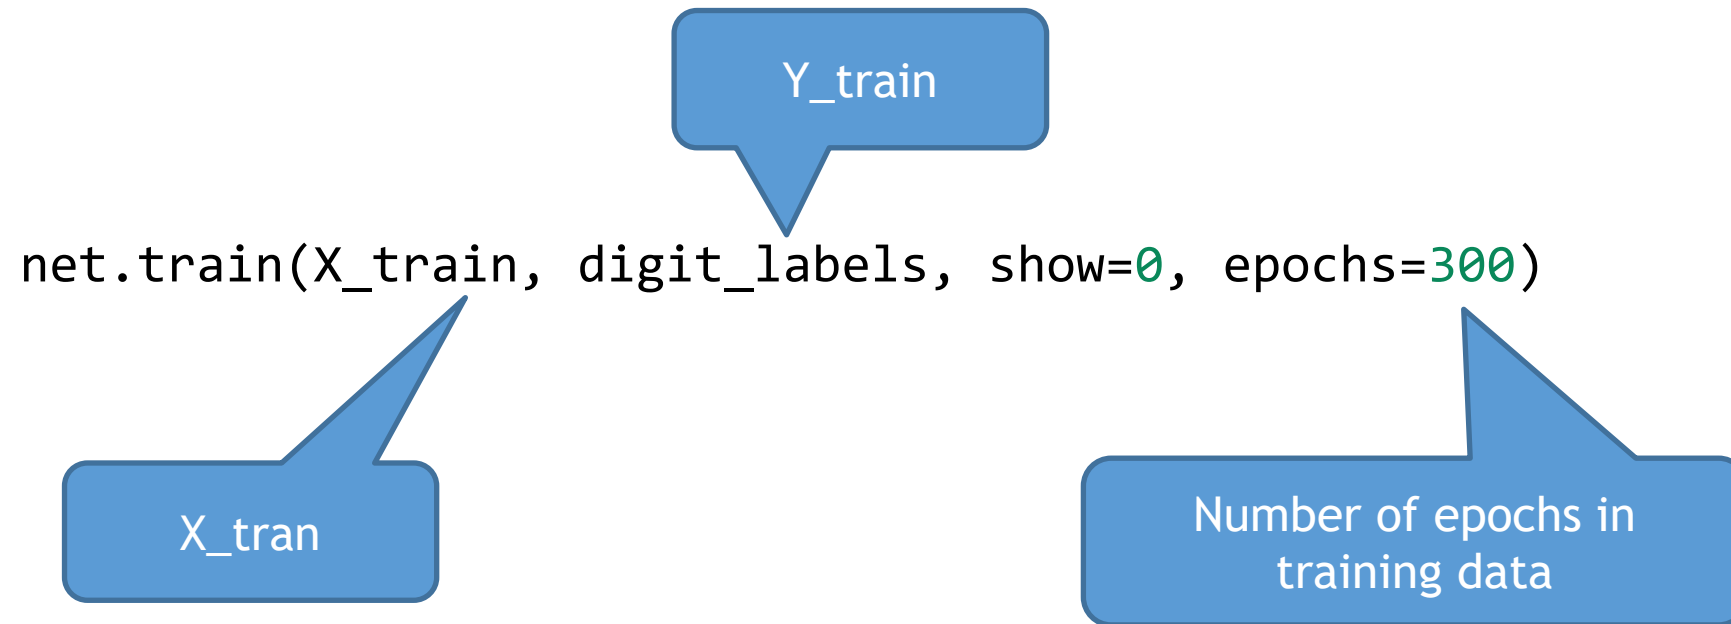 Y_train
net.train(X_train, digit_labels, show=0, epochs=300)
X_tran
Number of epochs in
training data